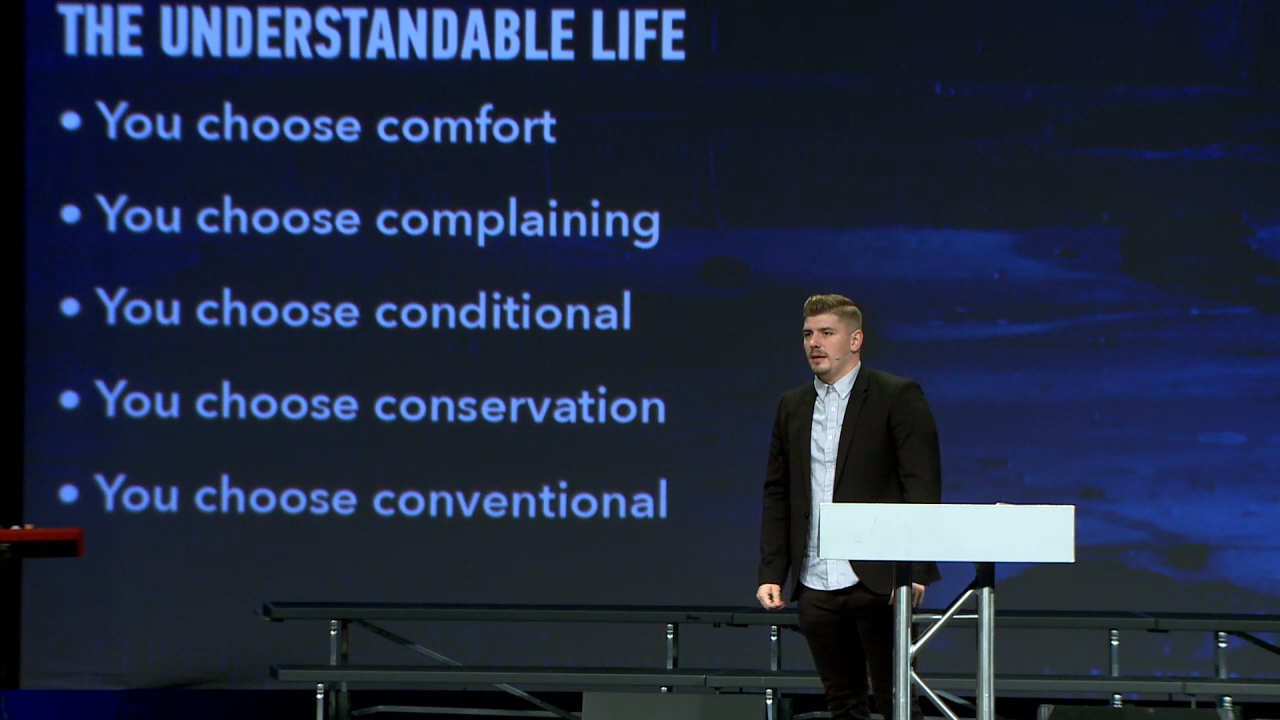 THE UNDERSTANDABLE LIFE
• You choose comfort
• You choose complaining
• You choose conditional
• You choose conservation
• You choose conventional